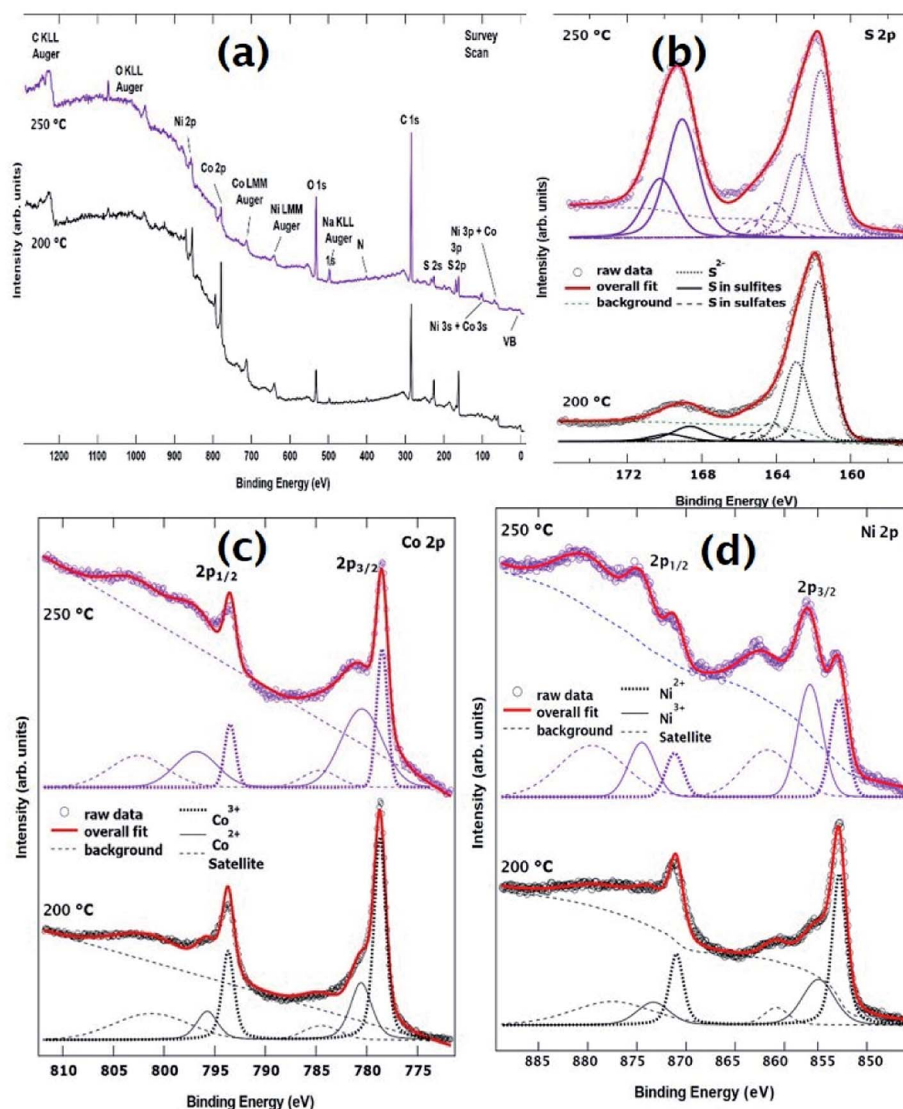 (a)
Survey
Scan
C KLL
Auger
O KLL
Auger
250 °C
Ni 2p
Co 2p
Co LMM
Auger
Ni LMM
Auger
O 1s
Na KLL
Auger
1s
N
C 1s
S 2s
S 2p
Ni 3p + Co
3p
Ni 3s + Co 3s
VB
200 °C
Intensity (arb. units)
1200 1100 1000 900 800 700 600 500 400 300 200 100 0
Binding Energy (eV)
(b)
250 °C
S 2p
raw data
overall fit
background
S2-
S in sulfites
S in sulfates
200 °C
Intensity (arb. units)
172 168 164 160
Binding Energy (eV)
(c)
Co 2p
2p1/2
2p3/2
250 °C
raw data
overall fit
background
Co3+
Co2+
Satellite
200 °C
Intensity (arb. units)
810 805 800 795 790 785 780 775
Binding Energy (eV)
(d)
250 °C
Ni 2p
2p1/2
2p3/2
raw data
overall fit
background
Ni2+
Ni3+
Satellite
200 °C
Intensity (arb. units)
885 880 875 870 865 860 855 850
Binding Energy (eV)